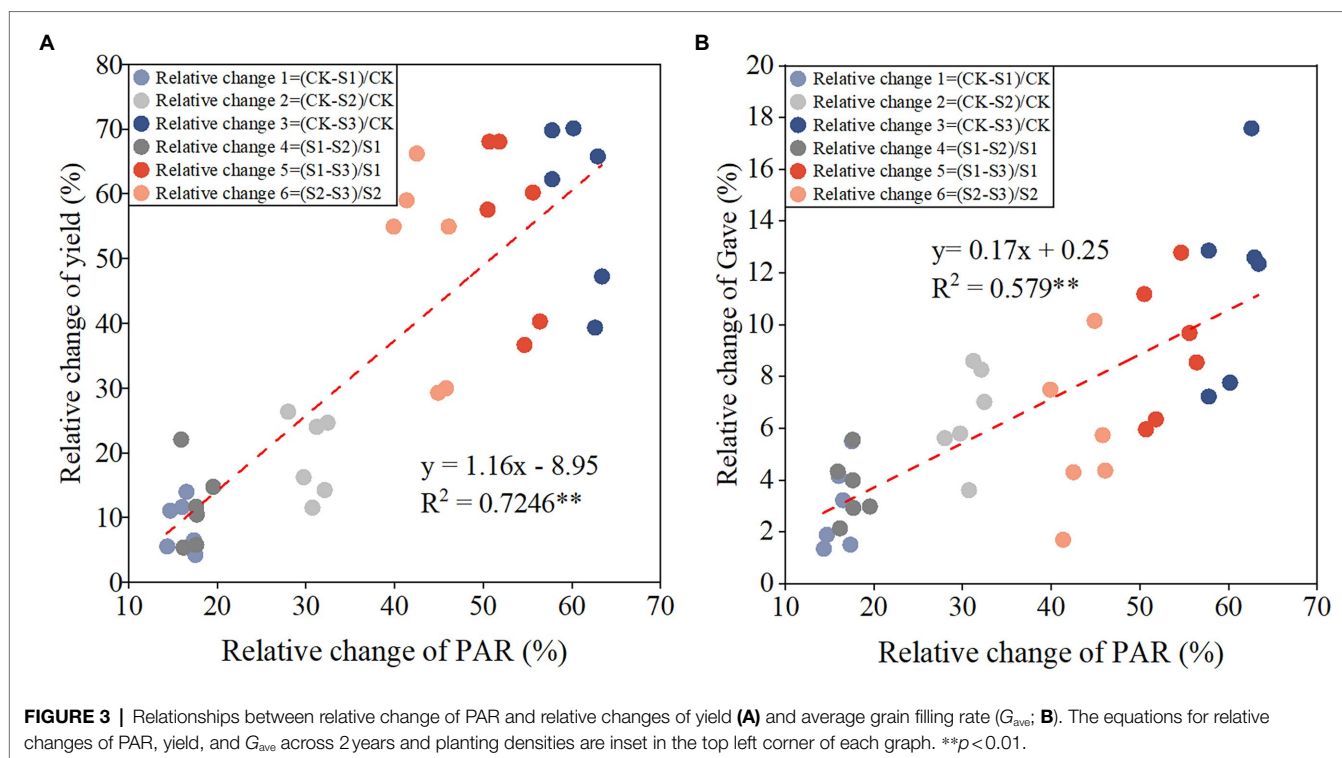 A
80
70
60
50
40
30
20
10
0
Relative change of yield (%)
Relative change 1=(CK-S1)/CK
Relative change 2=(CK-S2)/CK
Relative change 3=(CK-S3)/CK
Relative change 4=(S1-S2)/S1
Relative change 5=(S1-S3)/S1
Relative change 6=(S2-S3)/S2
y = 1.16x - 8.95
R² = 0.7246**
10 20 30 40 50 60 70
Relative change of PAR (%)
B
20
18
16
14
12
10
8
6
4
2
0
Relative change of Gave (%)
Relative change 1=(CK-S1)/CK
Relative change 2=(CK-S2)/CK
Relative change 3=(CK-S3)/CK
Relative change 4=(S1-S2)/S1
Relative change 5=(S1-S3)/S1
Relative change 6=(S2-S3)/S2
y= 0.17x + 0.25
R² = 0.579**
10 20 30 40 50 60 70
Relative change of PAR (%)
FIGURE 3 | Relationships between relative change of PAR and relative changes of yield (A) and average grain filling rate (Gave; B). The equations for relative
changes of PAR, yield, and Gave across 2 years and planting densities are inset in the top left corner of each graph. **p<0.01.